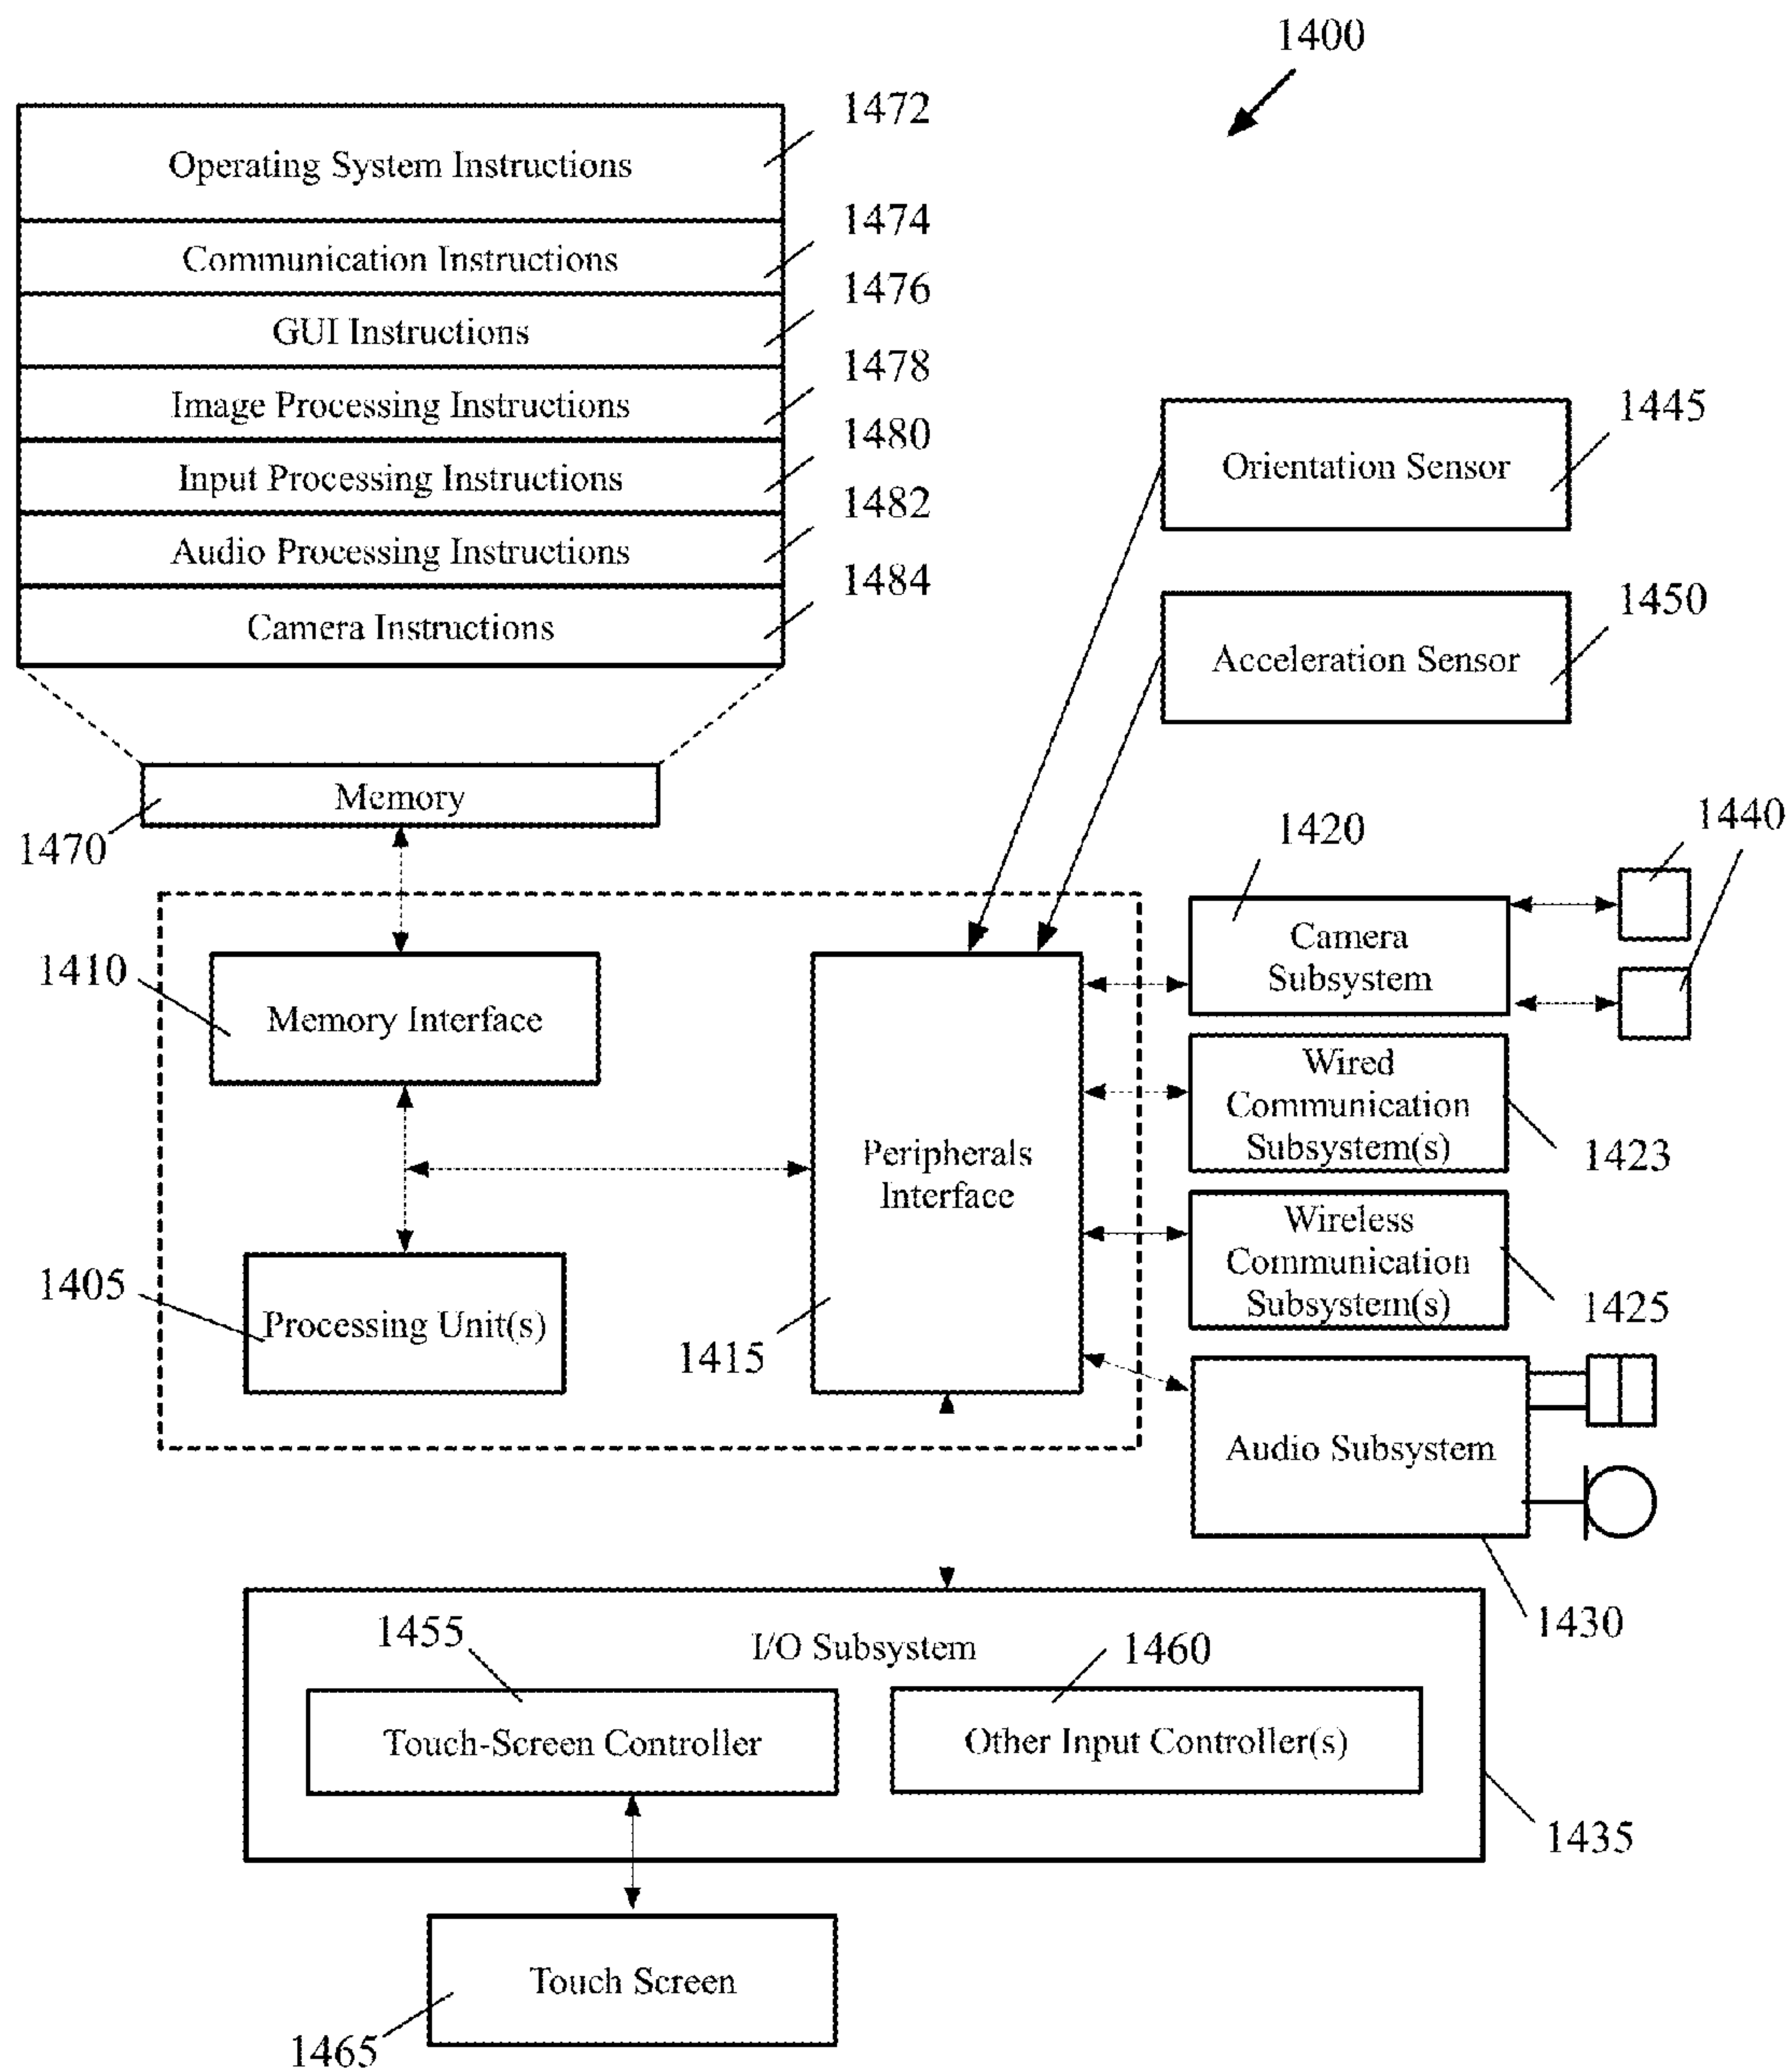 1400
1472
Operating System Instructions
1474
Communication Instructions
1476
GUI Instructions
1478
Image Processing Instructions
1480
Input Processing Instructions
1482
Audio Processing Instructions
1484
Camera Instructions
1445
Orientation Sensor
1450
Acceleration Sensor
Memory
1470
1420
1440
Camera
Subsystem
1410
Memory Interface
Wired
Communication
Subsystem(s)
1423
Peripherals
Interface
Wireless
Communication
Subsystem(s)
1425
1405
Processing Unit(s)
1415
Audio Subsystem
1430
I/O Subsystem
1455
1460
Touch-Screen Controller
Other Input Controller(s)
1435
Touch Screen
1465